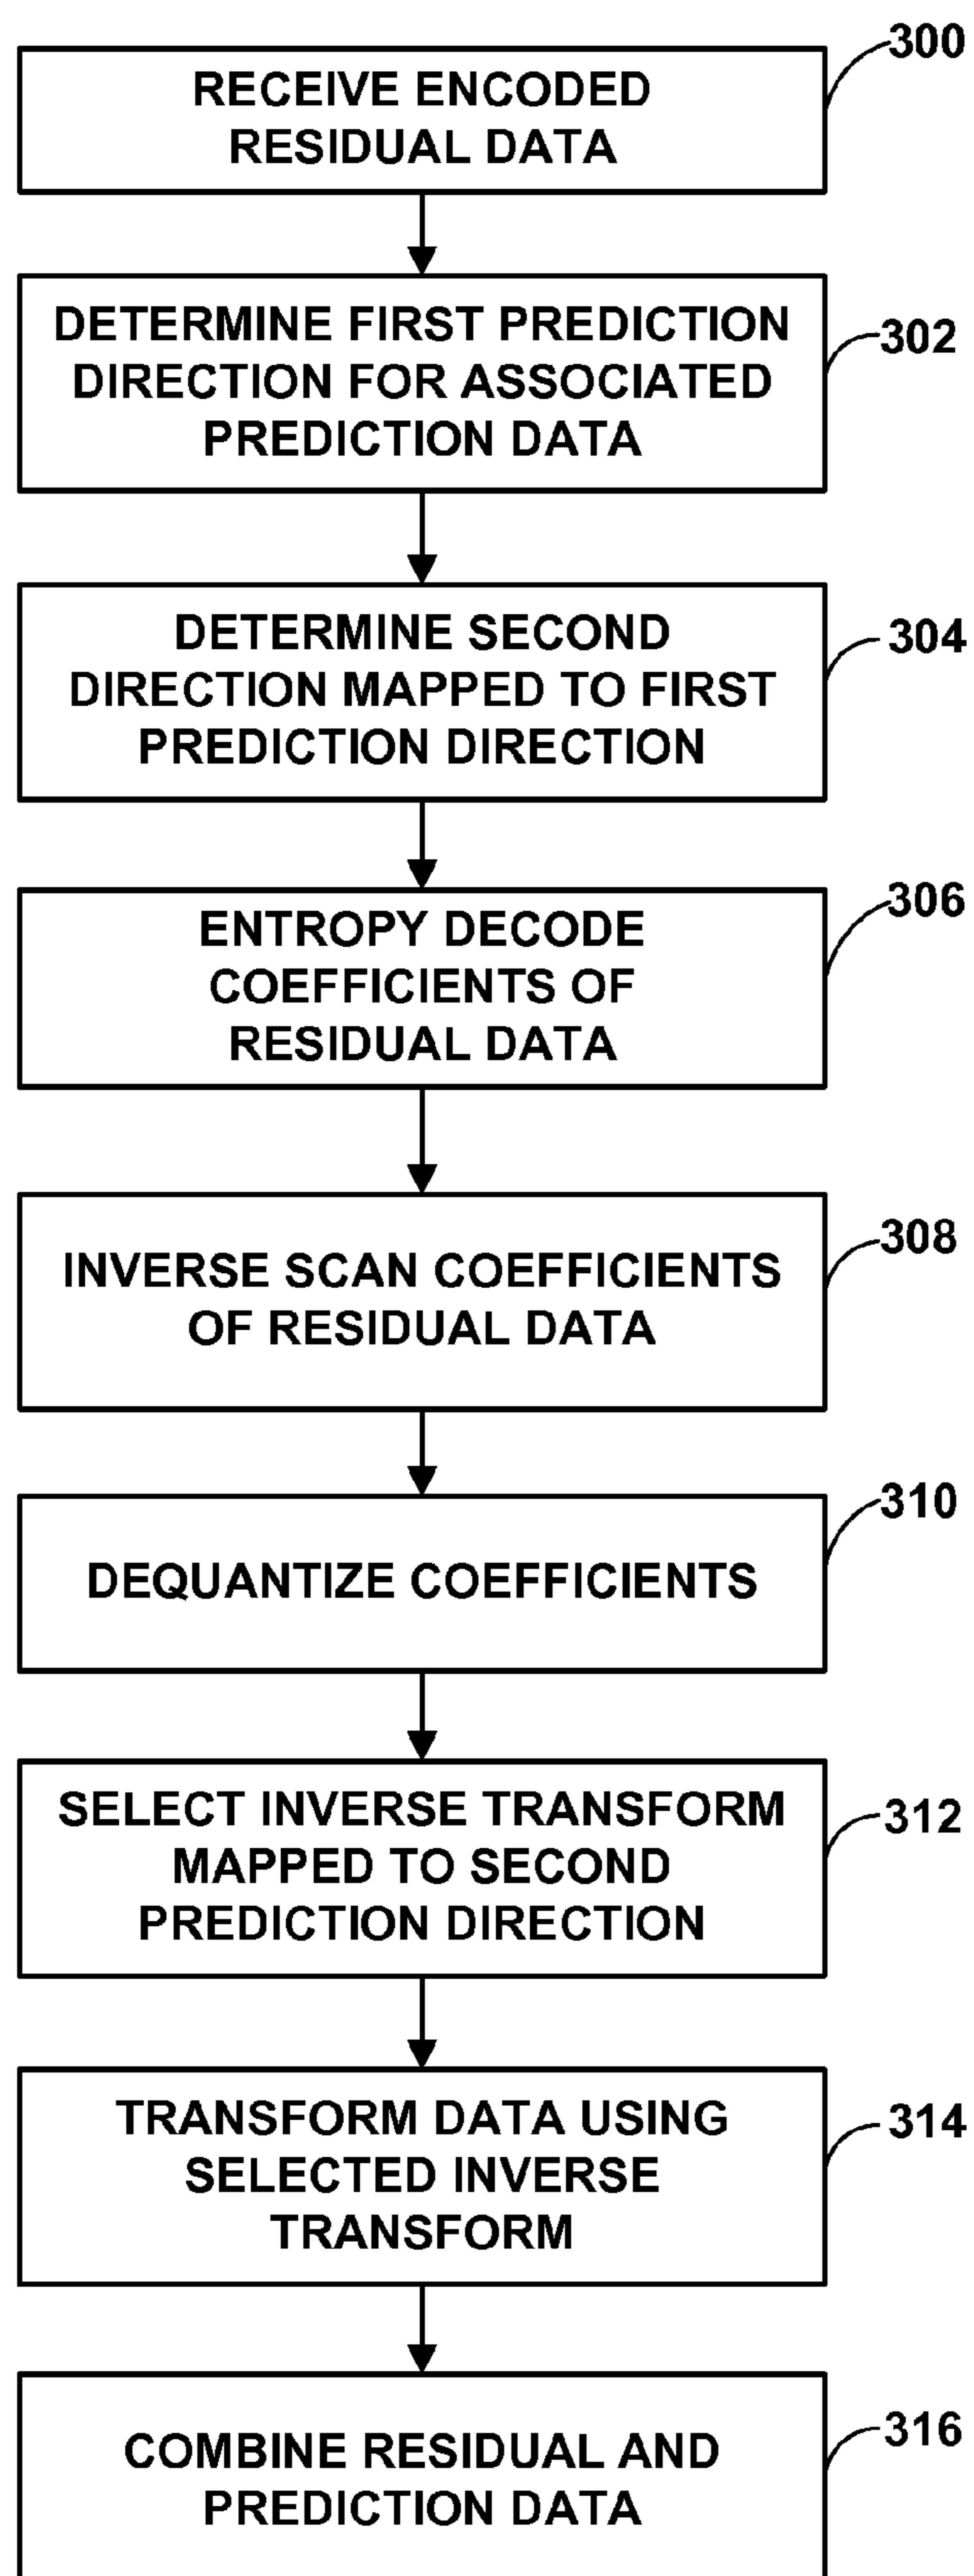 300
RECEIVE ENCODED
RESIDUAL DATA
DETERMINE FIRST PREDICTION
DIRECTION FOR ASSOCIATED
PREDICTION DATA
302
DETERMINE SECOND
DIRECTION MAPPED TO FIRST
PREDICTION DIRECTION
304
306
ENTROPY DECODE
COEFFICIENTS OF
RESIDUAL DATA
308
INVERSE SCAN COEFFICIENTS
OF RESIDUAL DATA
310
DEQUANTIZE COEFFICIENTS
SELECT INVERSE TRANSFORM
MAPPED TO SECOND
PREDICTION DIRECTION
312
TRANSFORM DATA USING
SELECTED INVERSE
TRANSFORM
314
316
COMBINE RESIDUAL AND
PREDICTION DATA